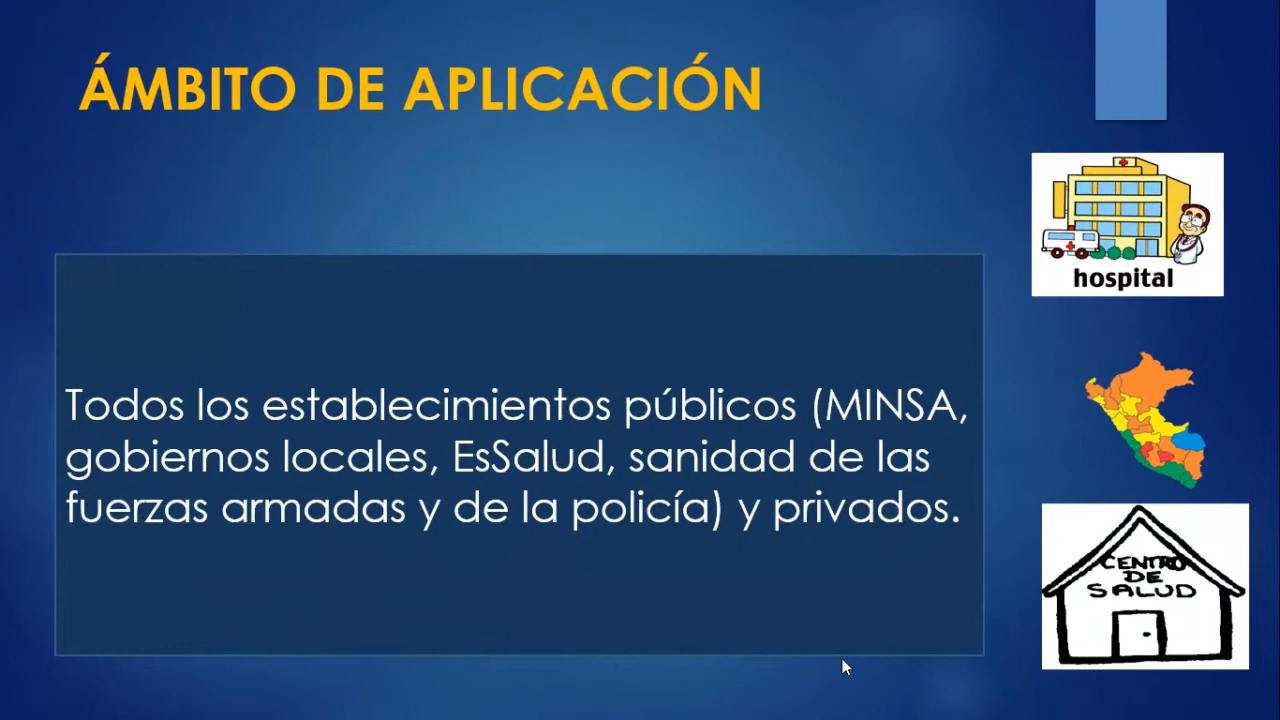 ÁMBITO DE APLICACIÓN
hospital
Todos los establecimientos públicos (MINSA,
gobiernos locales, EsSalud, sanidad de las
fuerzas armadas y de la policía) y privados.
CENTRO
DE
SALUD